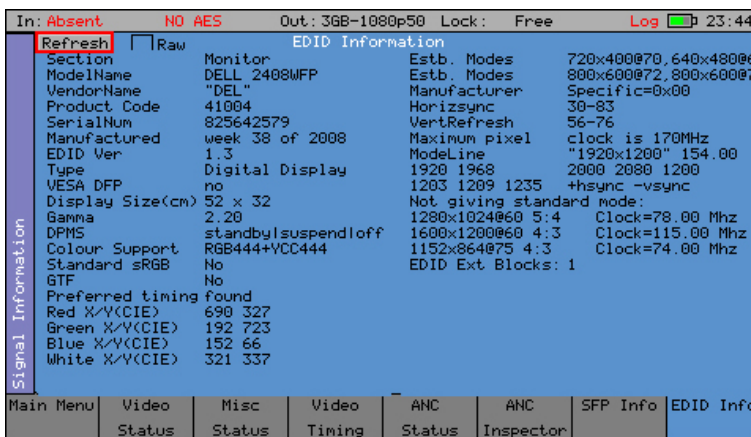 In: Absent NO AES Out: 3GB-1080p50 Lock: Free Log 23:44
Refresh Raw EDID Information
Section Monitor Estb. Modes 720x400@70,640x480@6
ModelName DELL 2408WFP Estb. Modes 800x600@72,800x600@7
VendorName "DEL" Manufacturer Specific=0x00
Product Code 41004 Horizsync 30-83
SerialNum 825642579 VertRefresh 56-76
Manufactured week 38 of 2008 Maximum pixel clock is 170MHz
EDID Ver 1.3 ModeLine "1920x1200" 154.00
Type Digital Display 1920 1968 2000 2080 1200
VESA DFP no 1203 1209 1235 +hsync -vsync
Display Size(cm) 52 x 32 Not giving standard mode:
Gamma 2.20 1280x1024@60 5:4 Clock=78.00 Mhz
DPMS standby|suspend|off 1600x1200@60 4:3 Clock=115.00 Mhz
Colour Support RGB444+YCC444 1152x864@75 4:3 Clock=74.00 Mhz
Standard sRGB No EDID Ext Blocks: 1
GTF No
Preferred timing found
Red X/Y(CIE) 690 327
Green X/Y(CIE) 192 723
Blue X/Y(CIE) 152 66
White X/Y(CIE) 321 337
Signal Information
Main Menu Video Misc Video ANC ANC SFP Info EDID Info
Status Status Timing Status Inspector